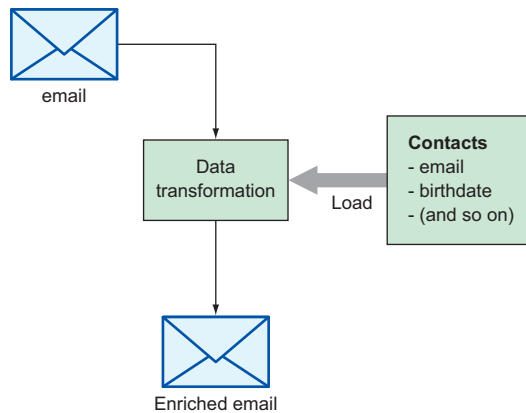 email
Data
transformation
Load
Contacts
- email
- birthdate
- (and so on)
Enriched email